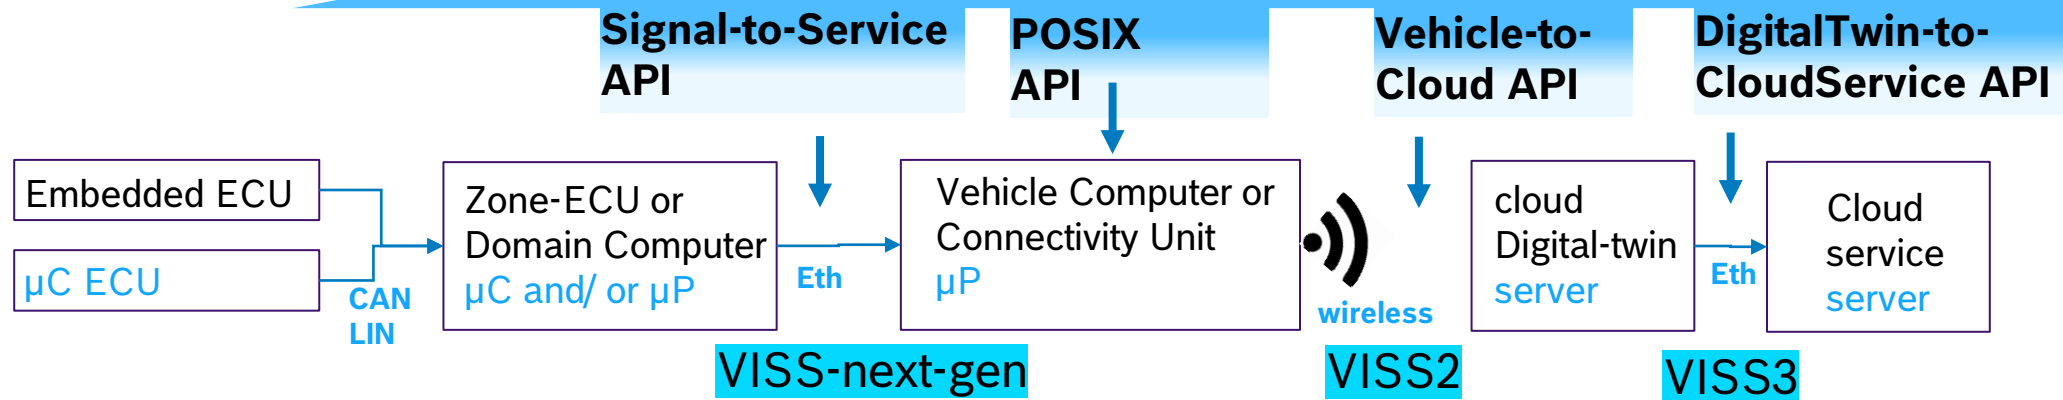 Signal-to-Service
API
POSIX
API
Vehicle-to-
Cloud API
DigitalTwin-to-
CloudService API
Embedded ECU
µC ECU
CAN
LIN
Zone-ECU or
Domain Computer
µC and/ or µP
Eth
Vehicle Computer or
Connectivity Unit
µP
wireless
cloud
Digital-twin
server
Eth
Cloud
service
server
VISS-next-gen
VISS2
VISS3